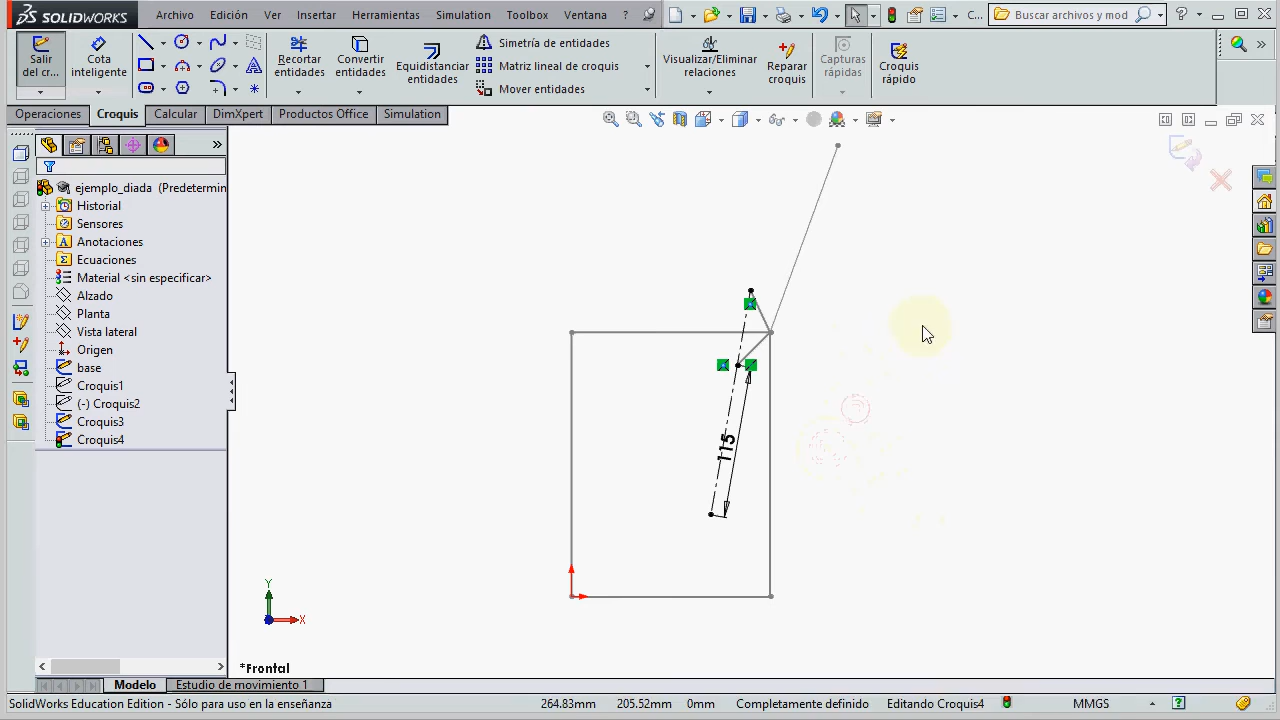 SOLIDWORKS Archivo Edición Ver Insertar Herramientas Simulation Toolbox Ventana ? C... Buscar archivos y mod ?
Salir del cr...
Cota inteligente
Recortar entidades
Convertir entidades
Equidistanciar entidades
Simetría de entidades
Matriz lineal de croquis
Mover entidades
Visualizar/Eliminar relaciones
Reparar croquis
Capturas rápidas
Croquis rápido
Operaciones Croquis Calcular DimXpert Products Office Simulation
ejemplo_diada (Predetermin
Historial
Sensores
Anotaciones
Ecuaciones
Material <sin especificar>
Alzado
Planta
Vista lateral
Origen
base
Croquis1
(-) Croquis2
Croquis3
Croquis4
115
Y
X
*Frontal
Modelo Estudio de movimiento 1
SolidWorks Education Edition - Sólo para uso en la enseñanza 264.83mm 205.52mm 0mm Completamente definido Editando Croquis4 MMGS ?